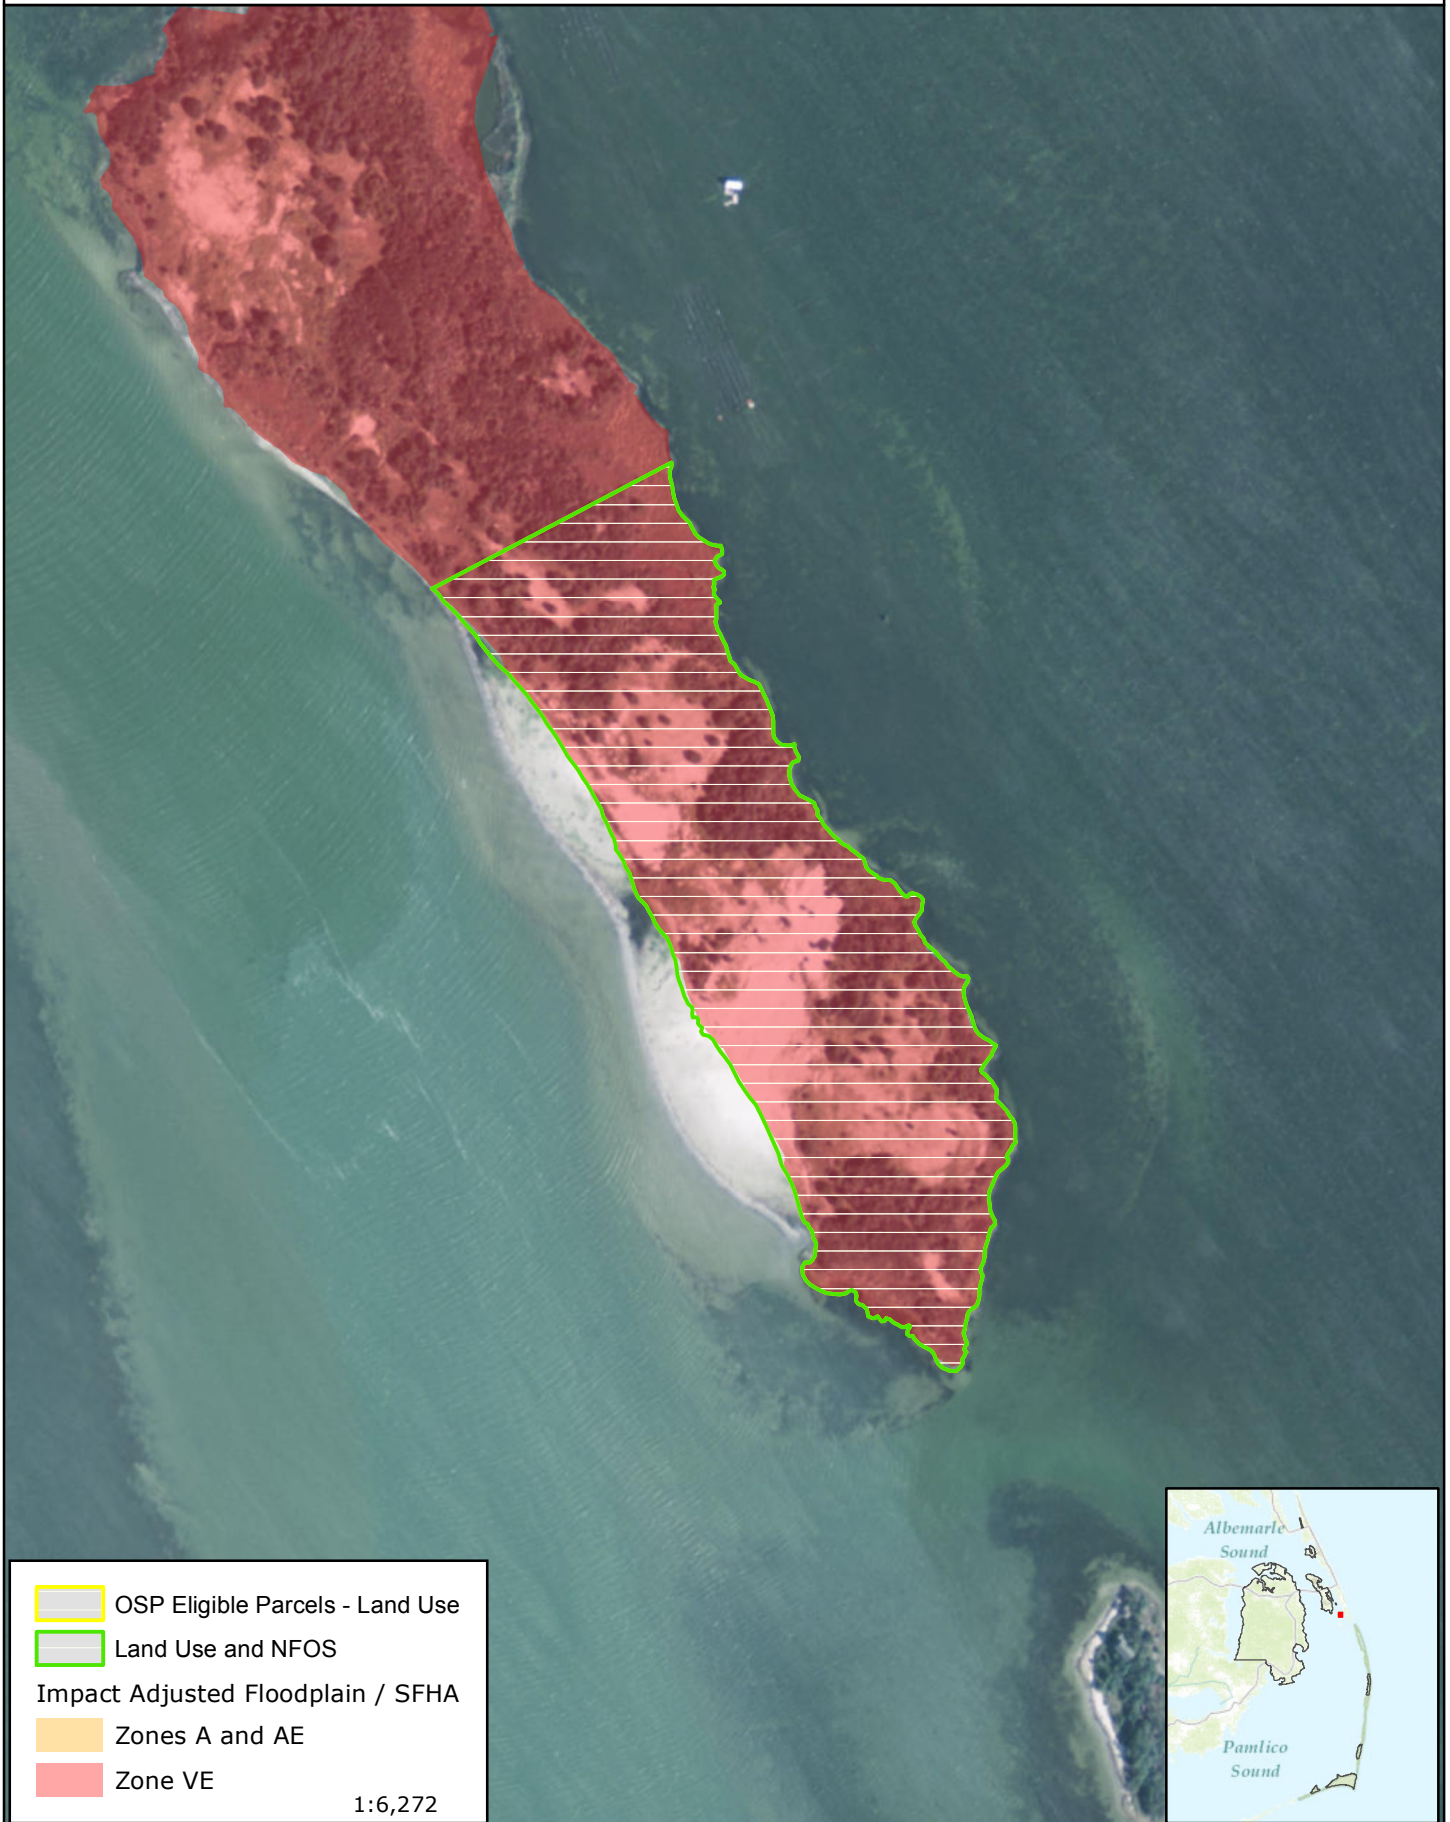 OSP Eligible Parcels - Land Use
Land Use and NFOS
Impact Adjusted Floodplain / SFHA
Zones A and AE
Zone VE
1:6,272
Albemarle
Sound
Pamlico
Sound